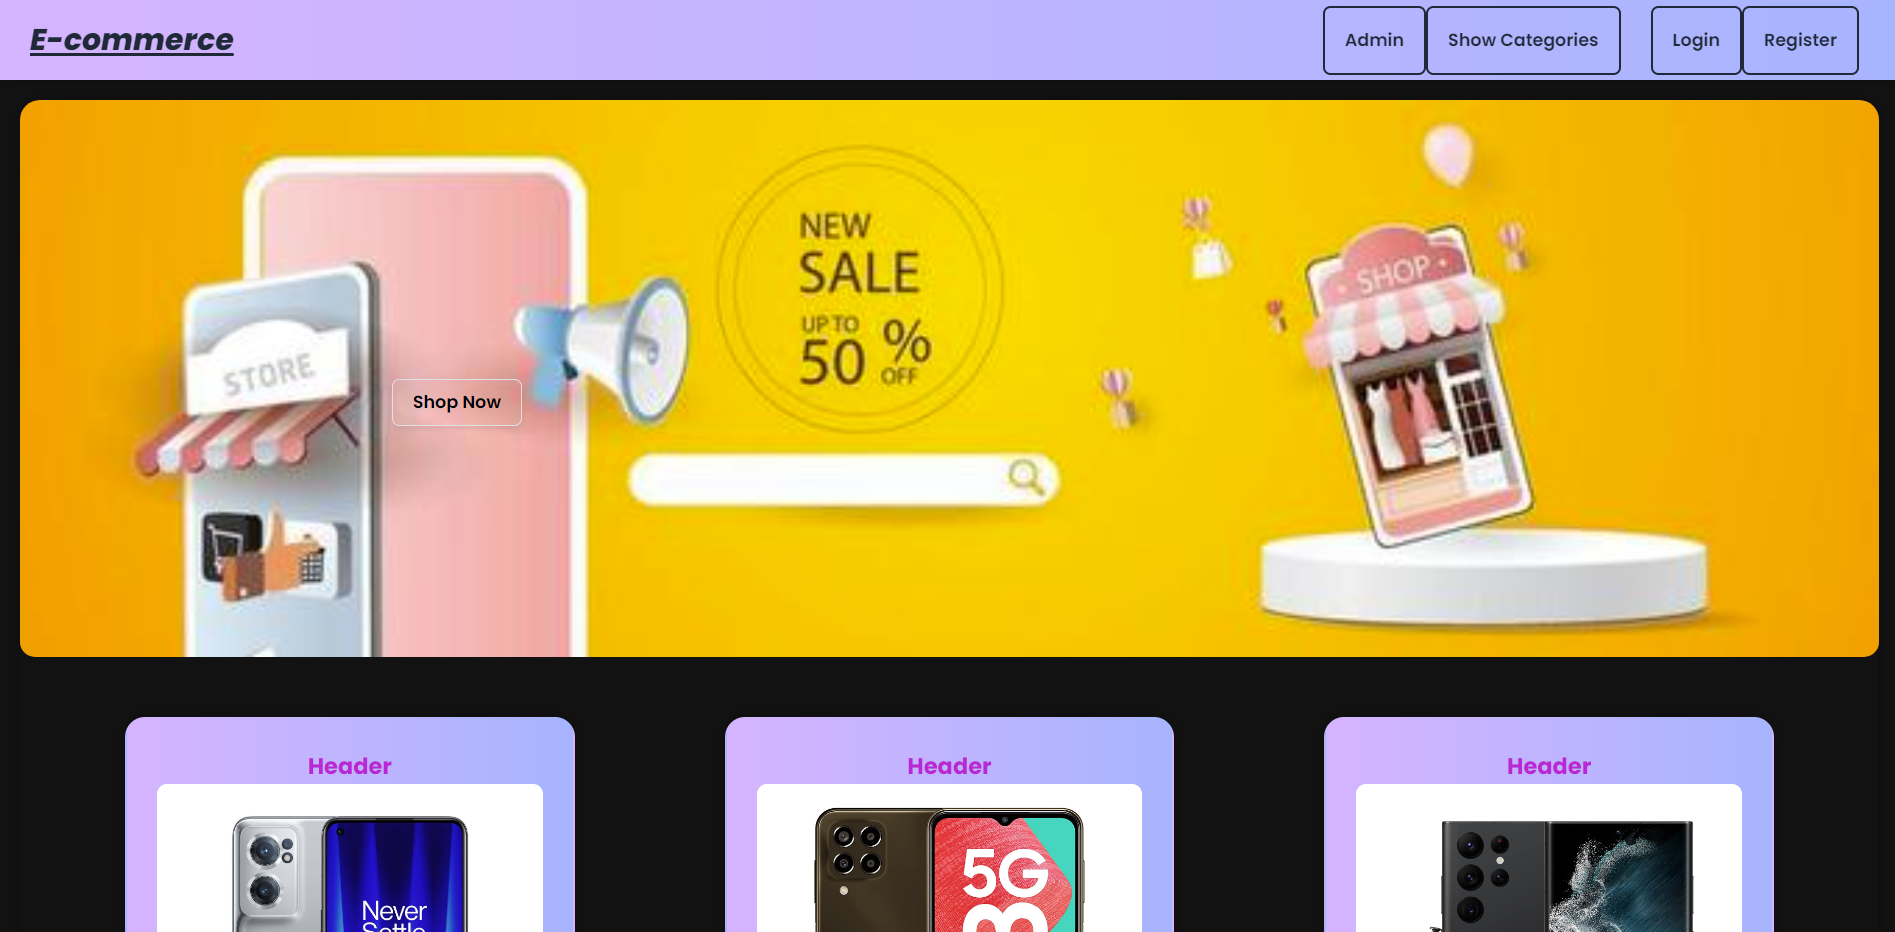 E-commerce
Admin
Show Categories
Login
Register
NEW
SALE
UP TO
50 %
OFF
STORE
SHOP
Shop Now
Header
Header
Header
Never
Settle
5G